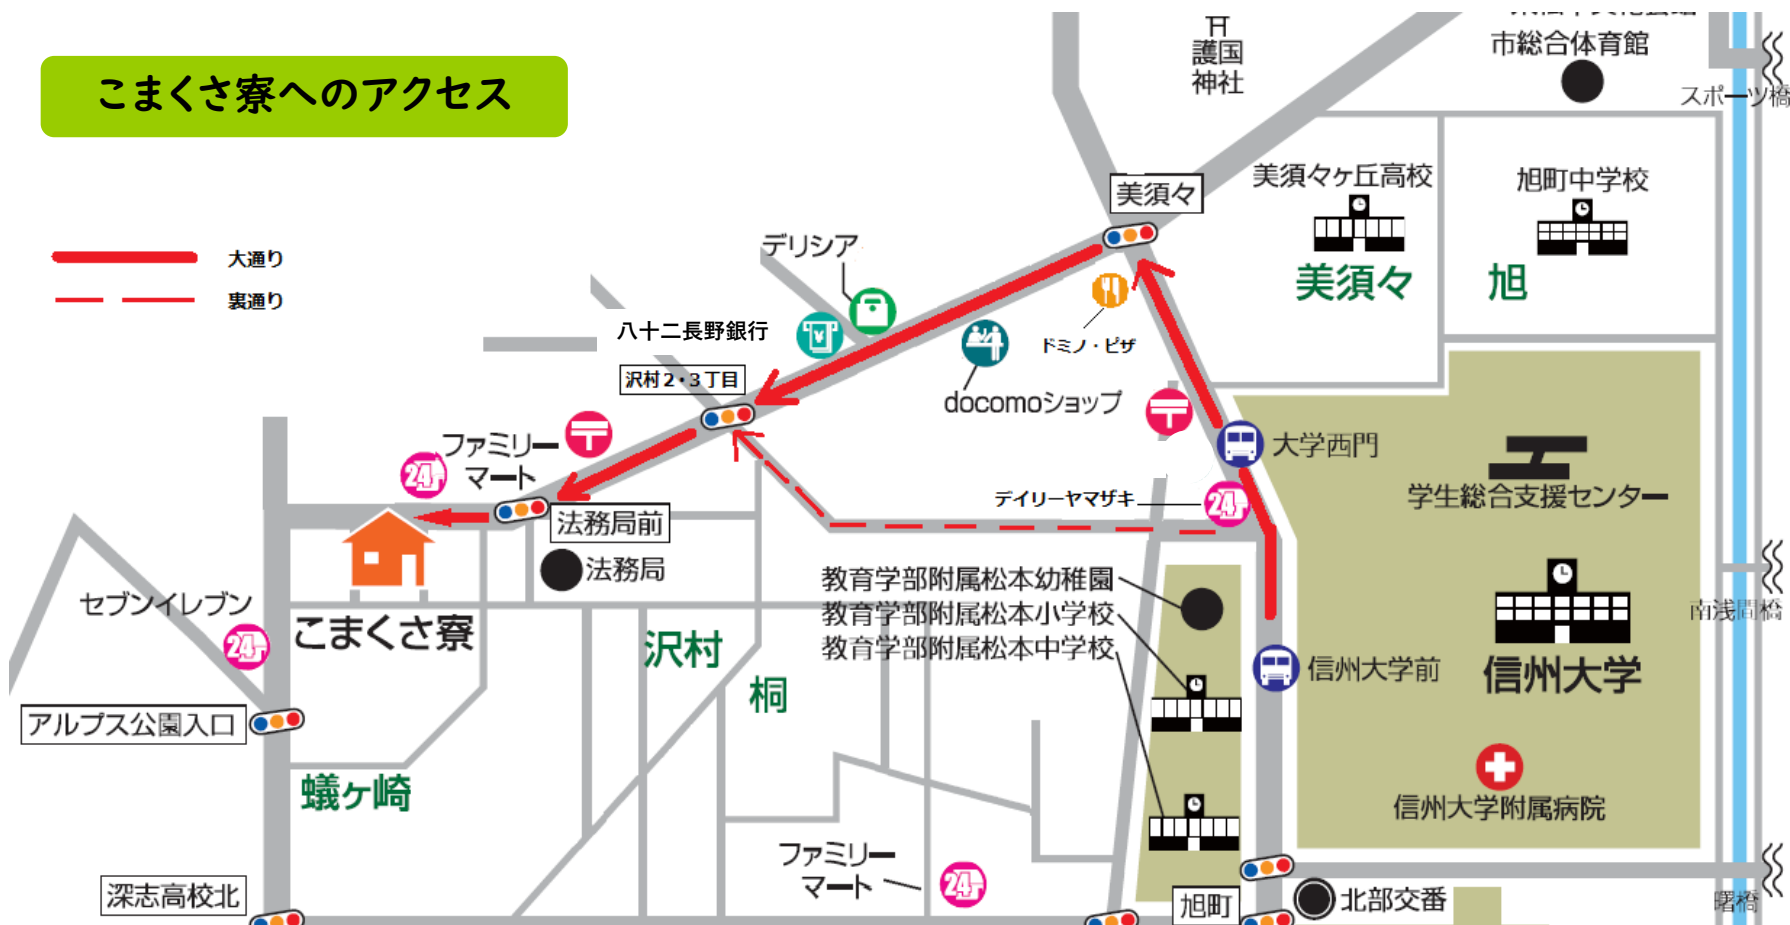 こまくさ寮へのアクセス
大通り
裏通り
护国
神社
市総合体育館
スポーツ橋
美須々ヶ丘高校
旭町中学校
美須々
美須々
旭
デリシア
八十二長野銀行
沢村2・3丁目
ドミノ・ピザ
docomoショップ
大学西門
ファミリー
マート
デイリーヤマザキ
学生総合支援センター
法務局前
法務局
教育学部附属松本幼稚園
教育学部附属松本小学校
教育学部附属松本中学校
南浅間橋
セブンイレブン
こまくさ寮
沢村
桐
信州大学前
信州大学
アルプス公園入口
蟻ヶ崎
信州大学附属病院
ファミリー
マート
深志高校北
旭町
北部交番
曙橋
24
24
24
24